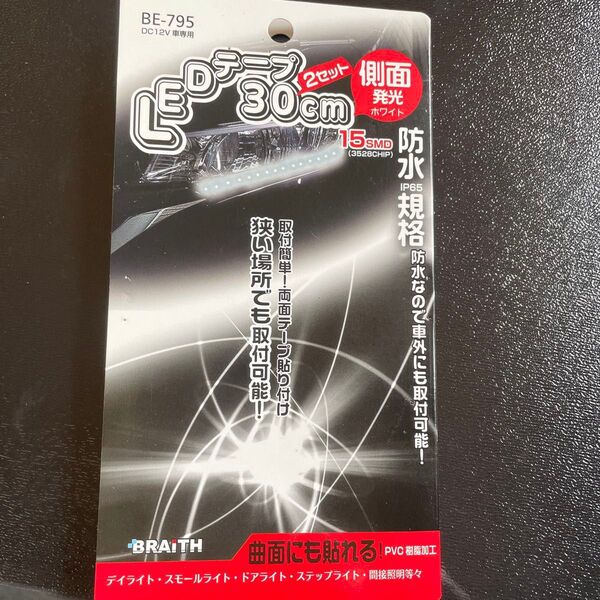 BE-795
DC12V 車専用
LEDテープ
30cm
2セット
側面
発光
ホワイト
15SMD
(3528CHIP)
防水規格
IP65
防水なので車外にも取付可能！
取付簡単！両面テープ貼り付け
狭い場所でも取付可能！
BRAiTH
曲面にも貼れる！PVC 樹脂加工
デイライト・スモールライト・ドアライト・ステップライト・間接照明等々